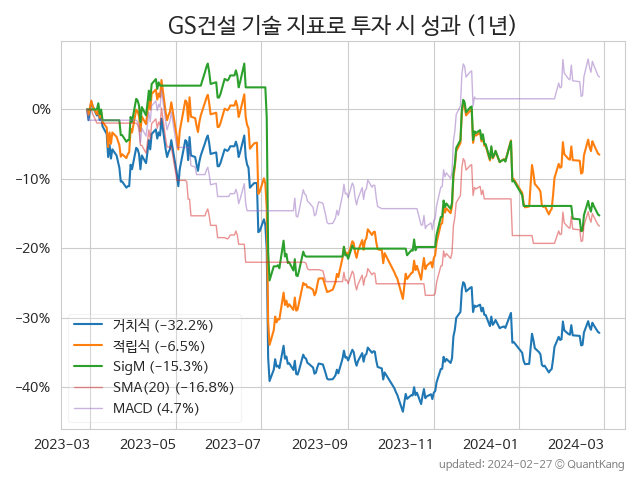 GS건설 기술 지표로 투자 시 성과 (1년)
0%
−10%
−20%
−30%
−40%
거치식 (−32.2%)
적립식 (−6.5%)
SigM (−15.3%)
SMA(20) (−16.8%)
MACD (4.7%)
2023-03 2023-05 2023-07 2023-09 2023-11 2024-01 2024-03
updated: 2024-02-27 © QuantKang